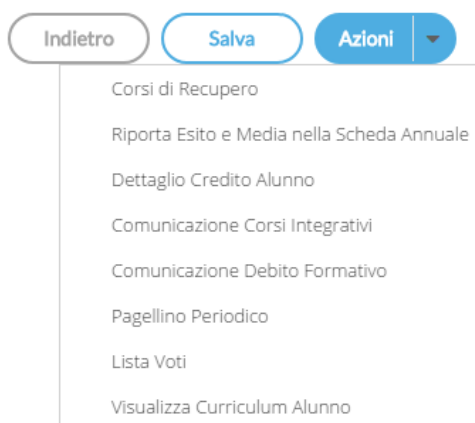 Indietro Salva Azioni
Corsi di Recupero
Riporta Esito e Media nella Scheda Annuale
Dettaglio Credito Alunno
Comunicazione Corsi Integrativi
Comunicazione Debito Formativo
Pagellino Periodico
Lista Voti
Visualizza Curriculum Alunno